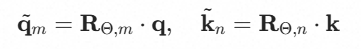 q̃ₘ = R_Θ,ₘ · q, k̃ₙ = R_Θ,ₙ · k